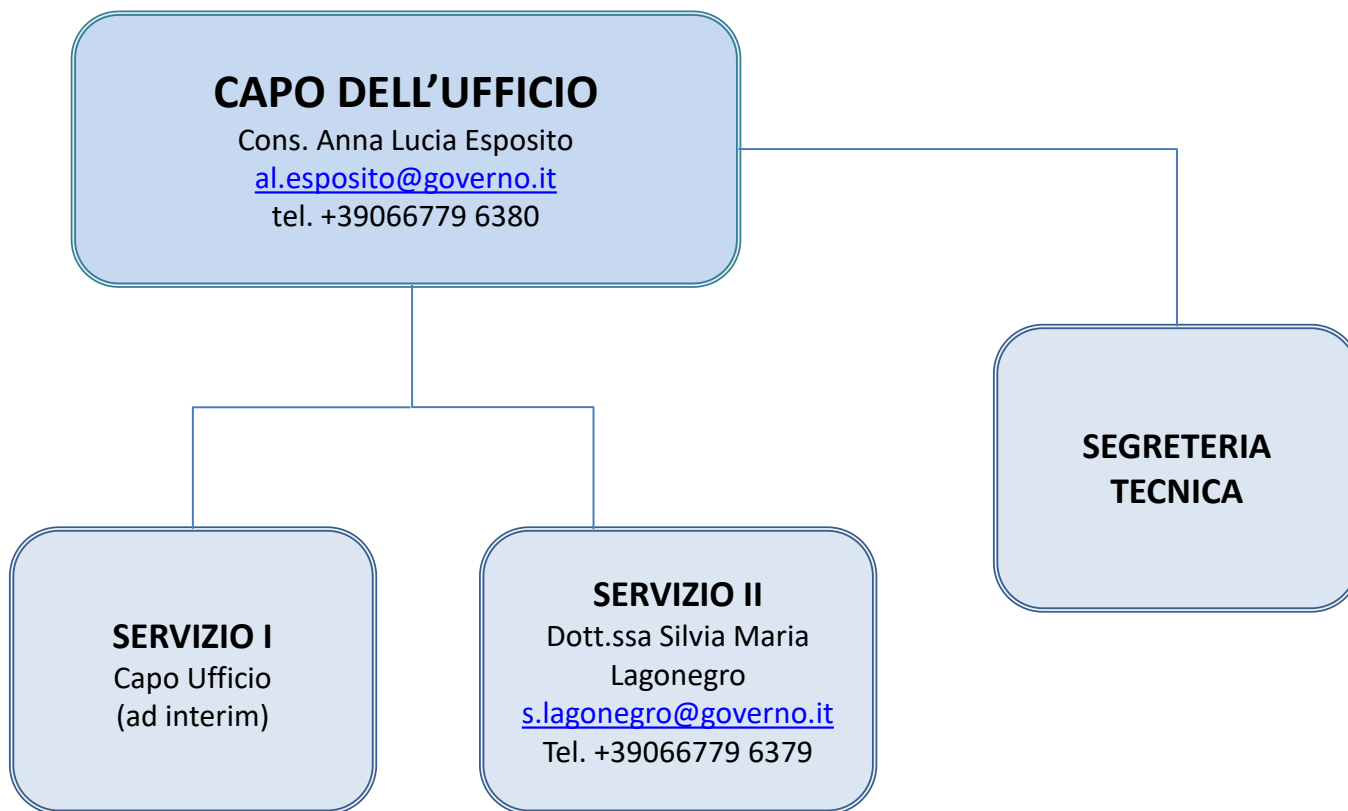 CAPO DELL’UFFICIO
Cons. Anna Lucia Esposito
al.esposito@governo.it
tel. +39066779 6380
SEGRETERIA
TECNICA
SERVIZIO I
Capo Ufficio
(ad interim)
SERVIZIO II
Dott.ssa Silvia Maria
Lagonegro
s.lagonegro@governo.it
Tel. +39066779 6379